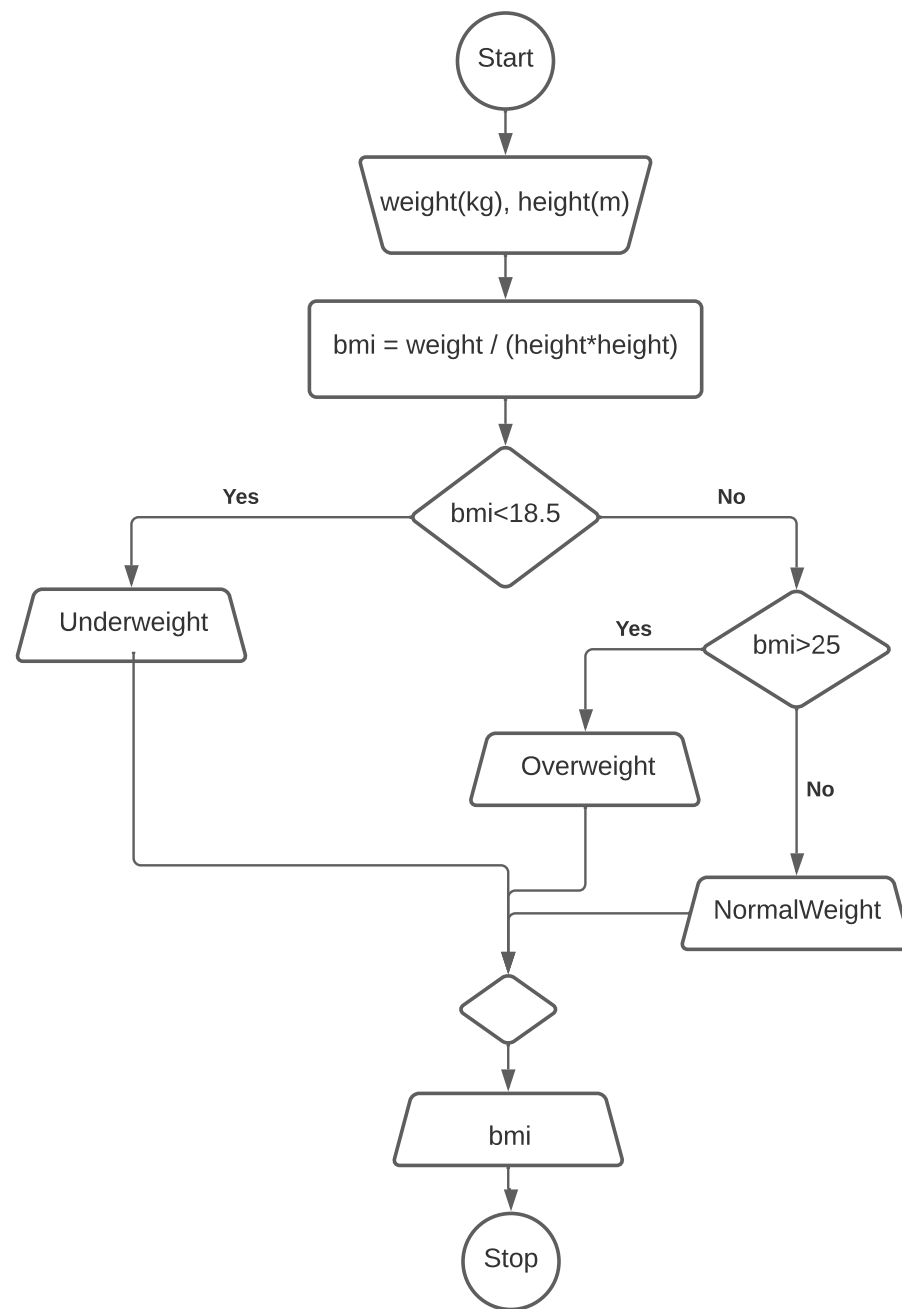 Start
weight(kg), height(m)
bmi = weight / (height*height)
bmi<18.5
Yes
No
Underweight
bmi>25
Yes
Overweight
No
NormalWeight
bmi
Stop